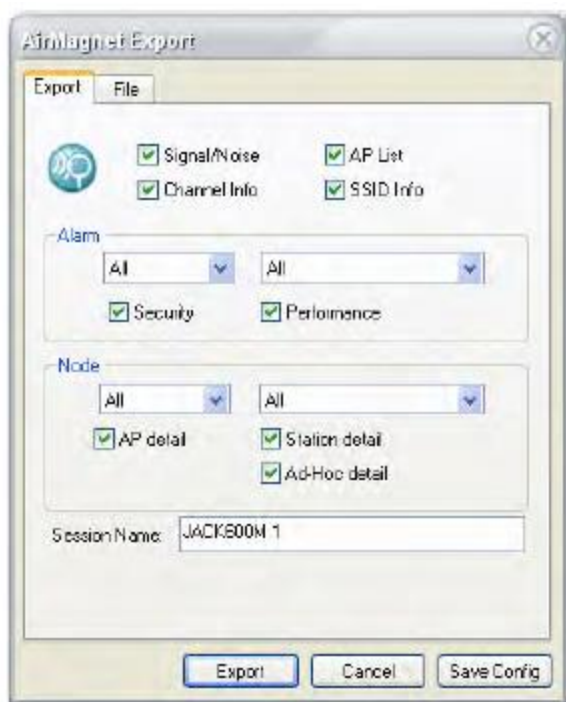 AirMagnet Export
Export File
Signal/Noise AP List
Channel Info SSID Info
Alarm
All All
Security Performance
Node
All All
AP detail Station detail
Ad-Hoc detail
Session Name: JACK600M 1
Export Cancel Save Config